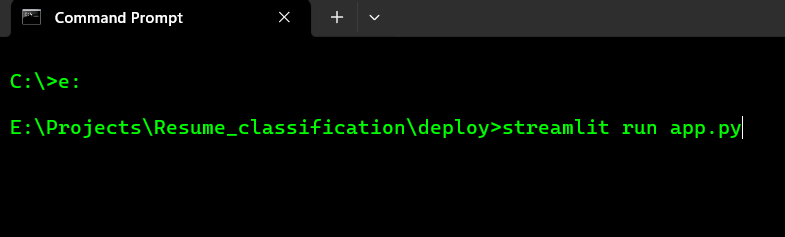 Command Prompt
C:\>e:
E:\Projects\Resume_classification\deploy>streamlit run app.py